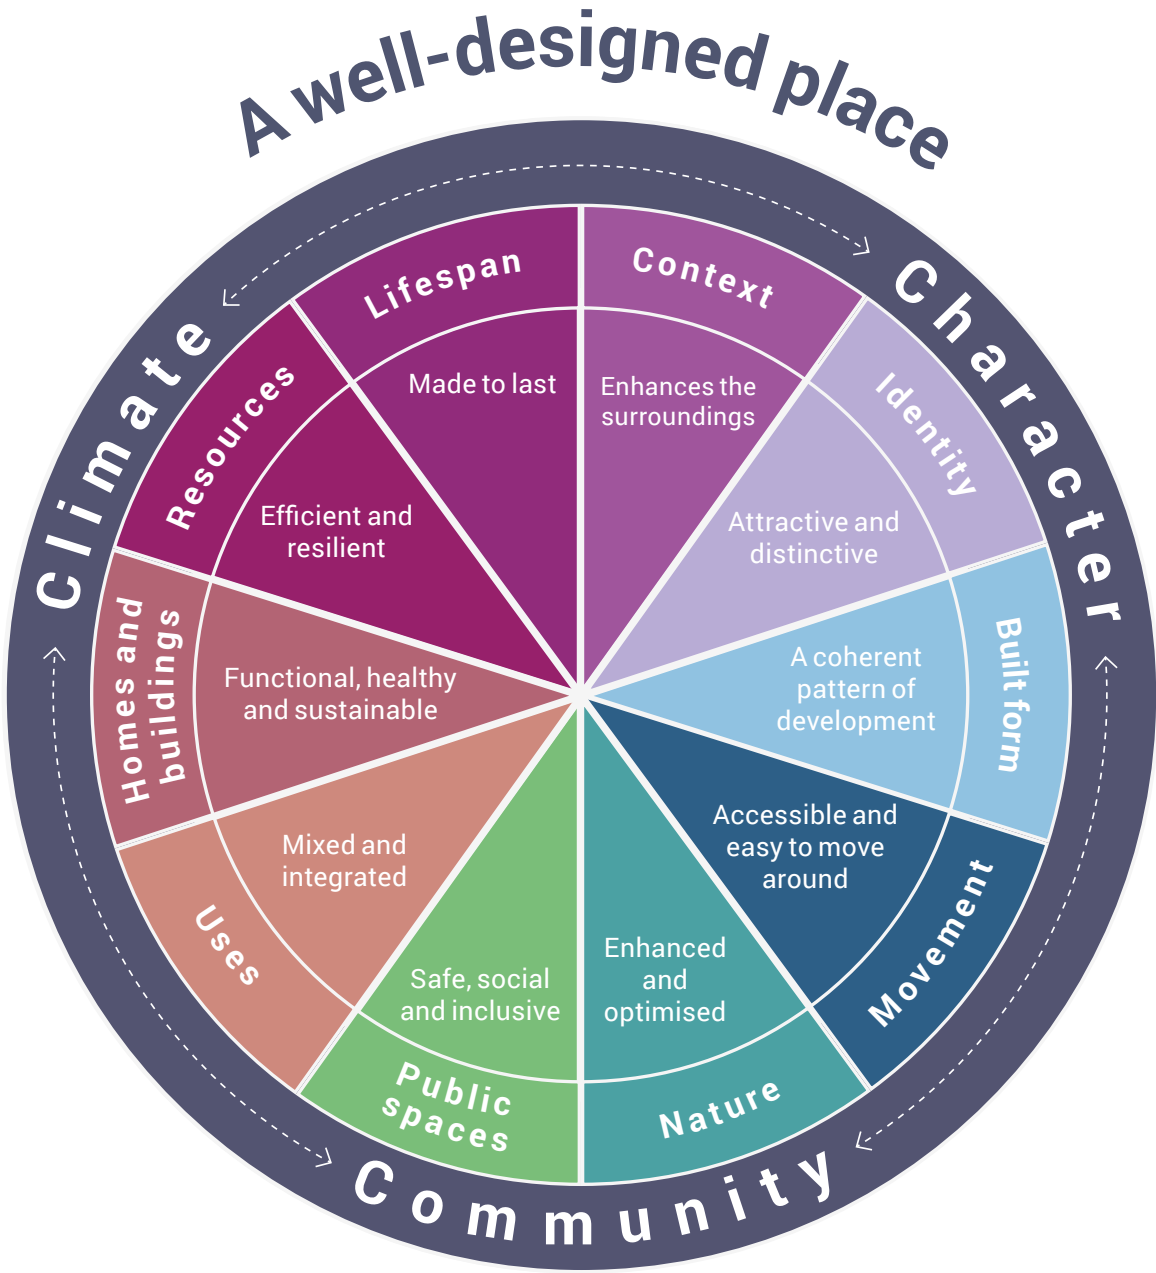 A well-designed place
Climate
Character
Community
Context
Enhances the
surroundings
Identity
Attractive and
distinctive
Built form
A coherent
pattern of
development
Movement
Accessible and
easy to move
around
Nature
Enhanced
and
optimised
Public
spaces
Safe, social
and inclusive
Uses
Mixed and
integrated
Homes and
buildings
Functional, healthy
and sustainable
Resources
Efficient and
resilient
Lifespan
Made to last